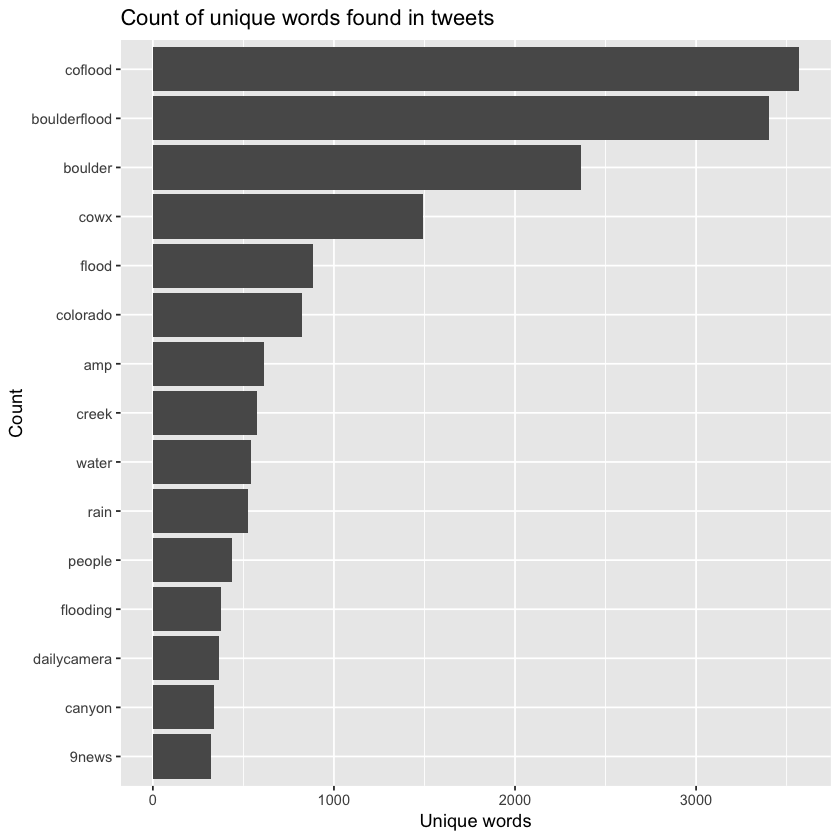 Count of unique words found in tweets
coflood
boulderflood
boulder
cowx
flood
colorado
amp
creek
water
rain
people
flooding
dailycamera
canyon
9news
Count
0 1000 2000 3000
Unique words